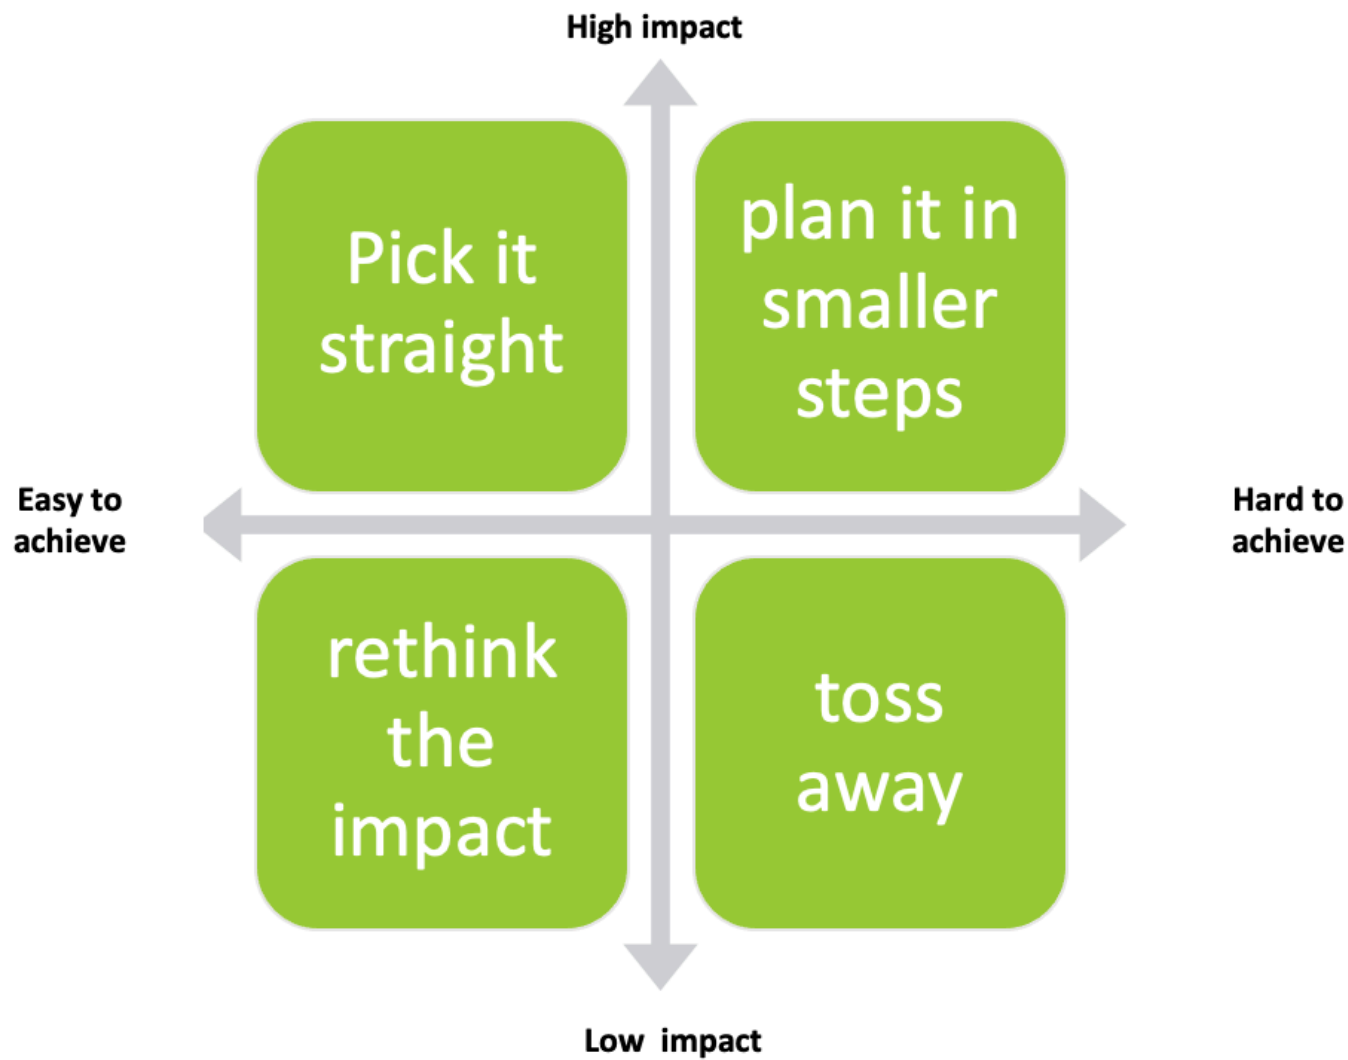 High impact
Pick it
straight
plan it in
smaller
steps
Easy to
achieve
Hard to
achieve
rethink
the
impact
toss
away
Low  impact